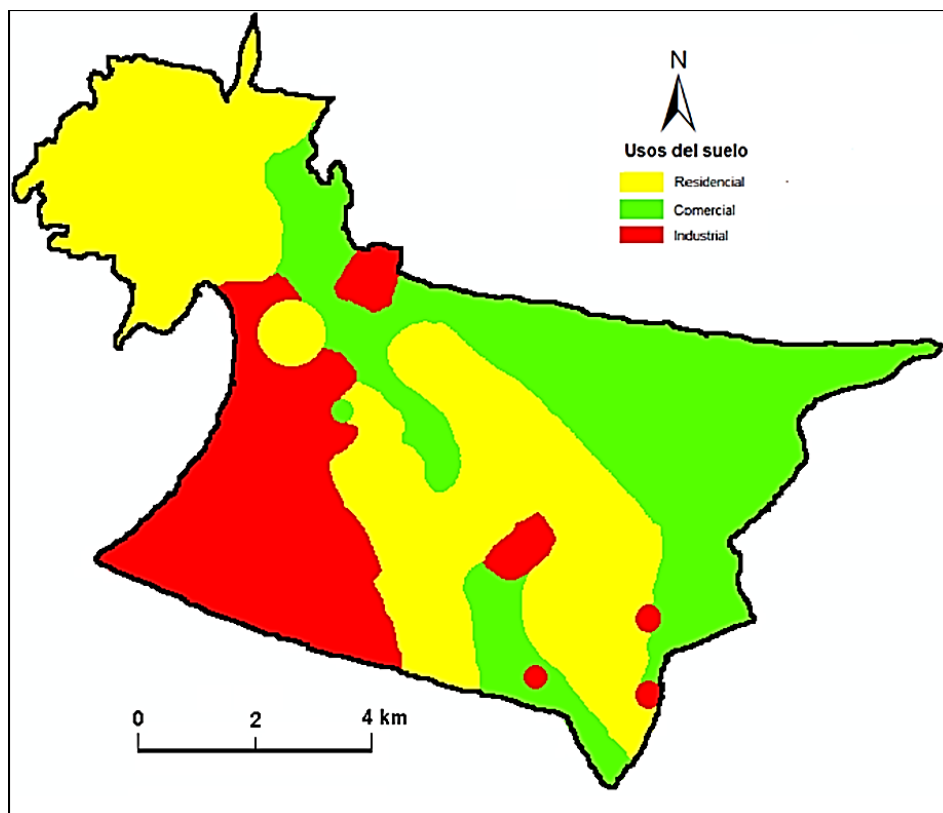 N
Usos del suelo
Residencial
Comercial
Industrial
0 2 4 km